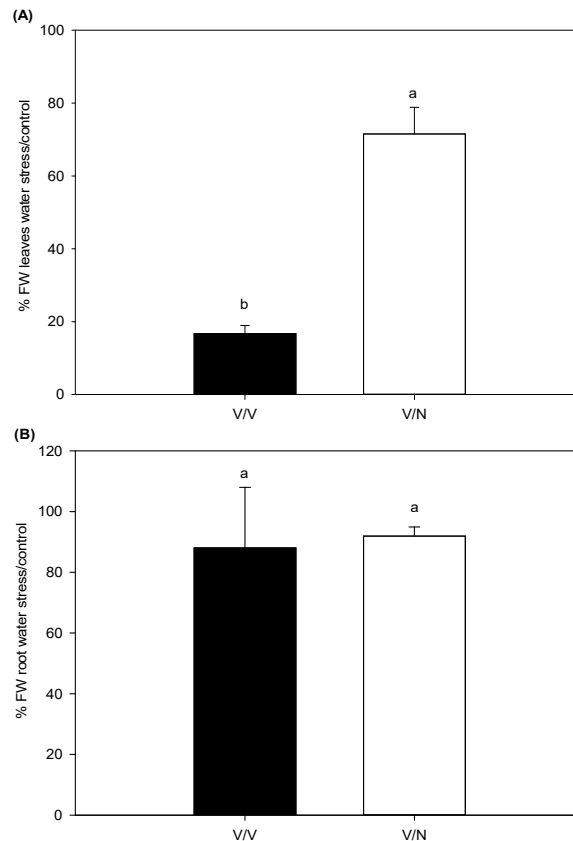 (A)
% FW leaves water stress/control
100
80
60
40
20
0
b
a
V/V
V/N
(B)
% FW root water stress/control
120
100
80
60
40
20
0
a
a
V/V
V/N